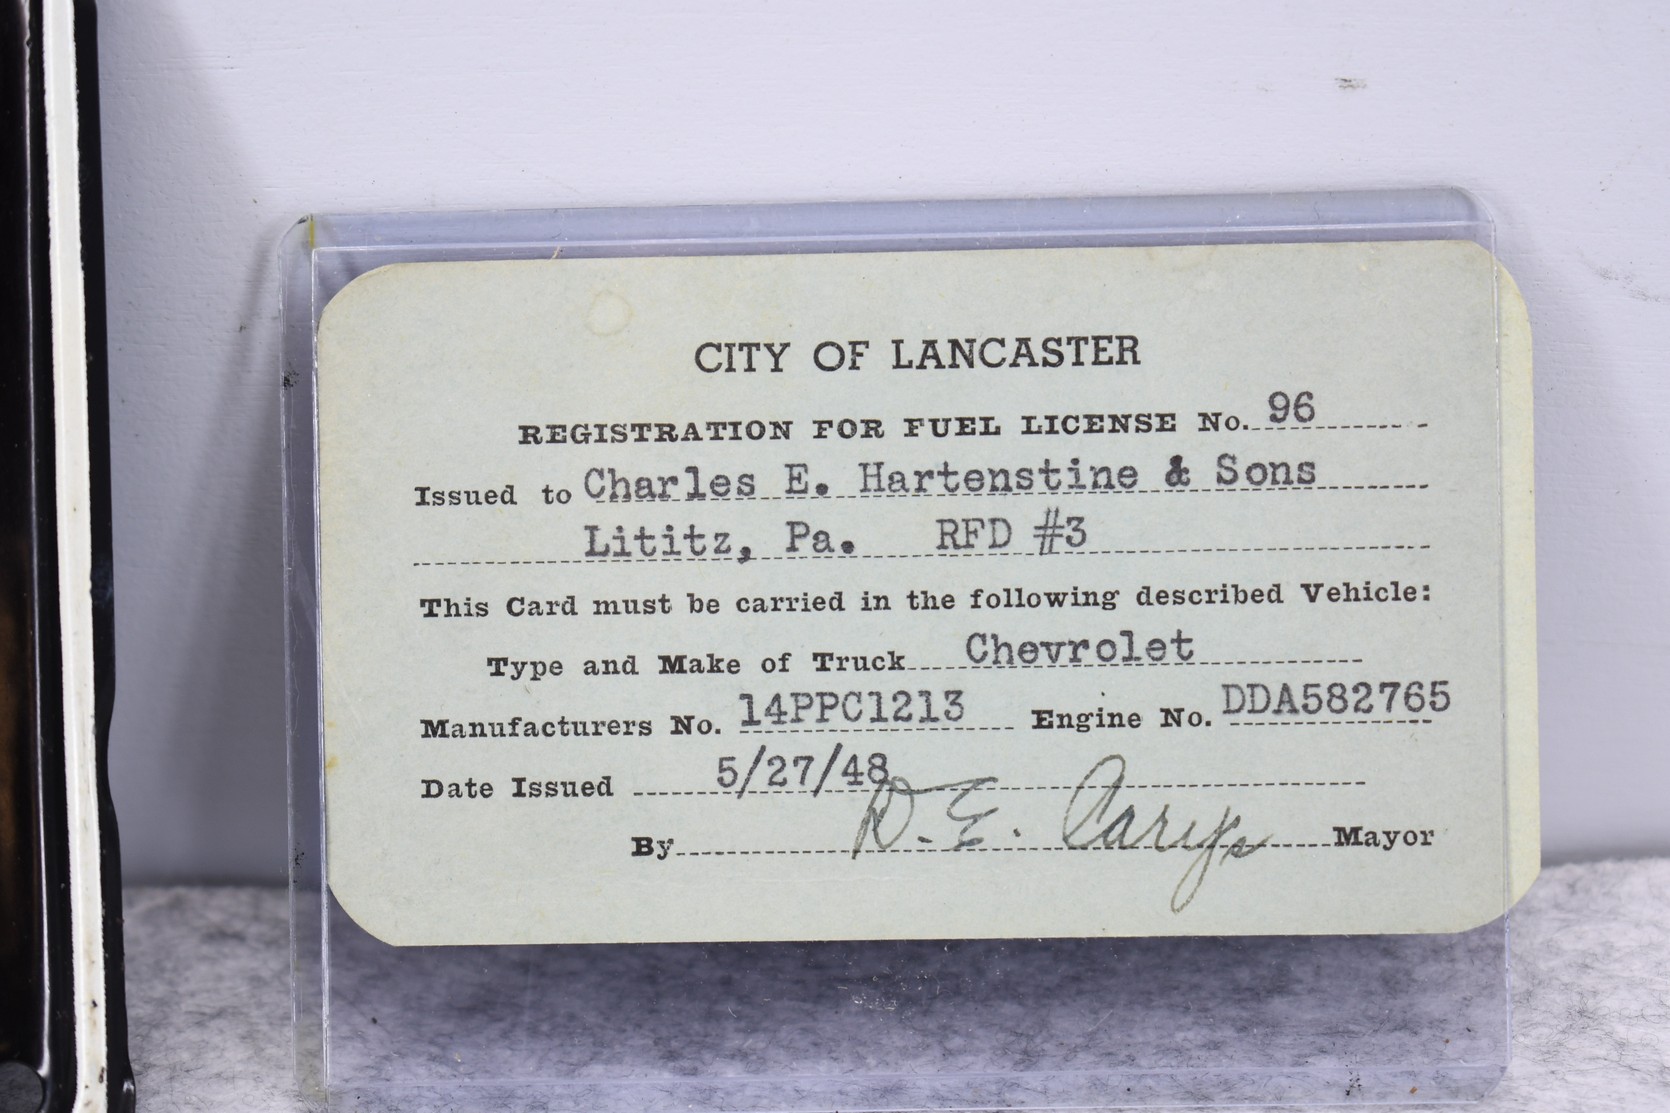 CITY OF LANCASTER
REGISTRATION FOR FUEL LICENSE No. 96
Issued to Charles E. Hartenstine & Sons
Lititz, Pa. RFD #3
This Card must be carried in the following described Vehicle:
Type and Make of Truck Chevrolet
Manufacturers No. 14PPC1213 Engine No. DDA582765
Date Issued 5/27/48
By D. E. Cary Mayor